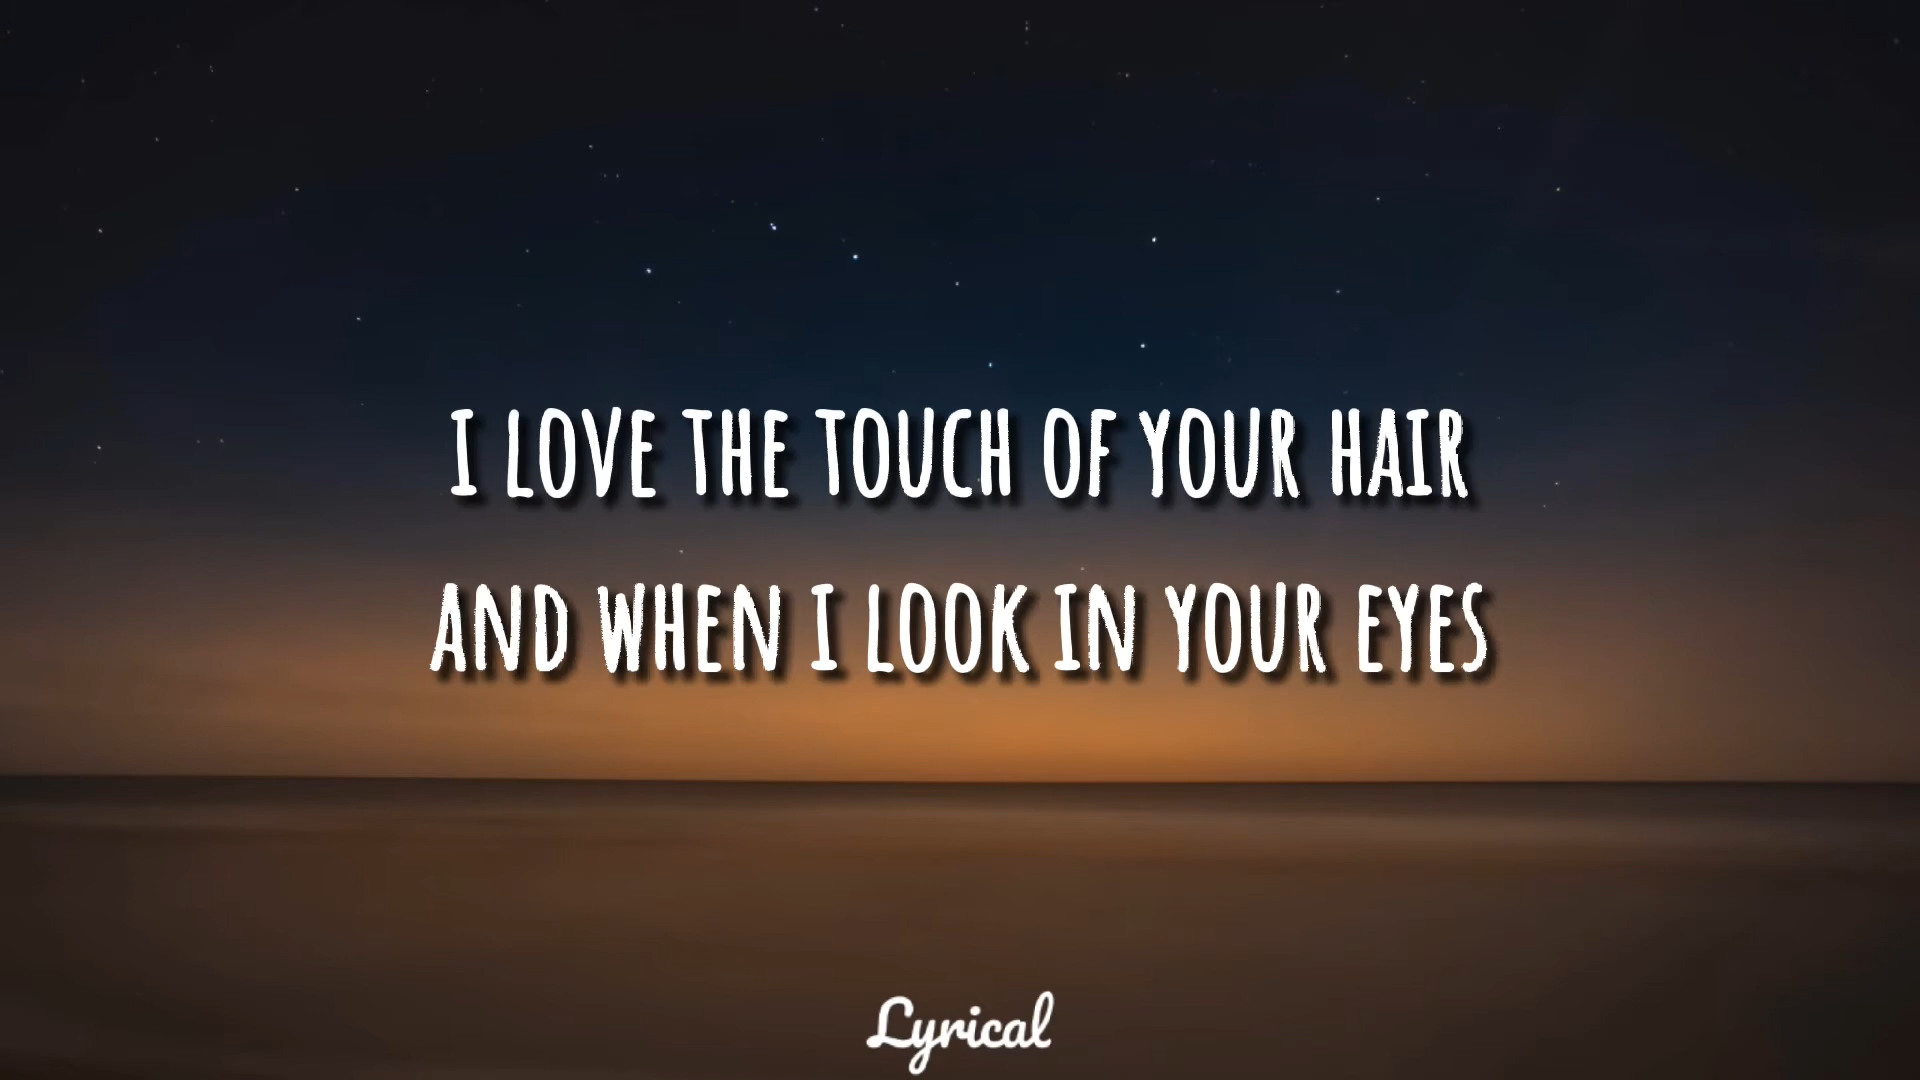 I LOVE THE TOUCH OF YOUR HAIR
AND WHEN I LOOK IN YOUR EYES
Lyrical